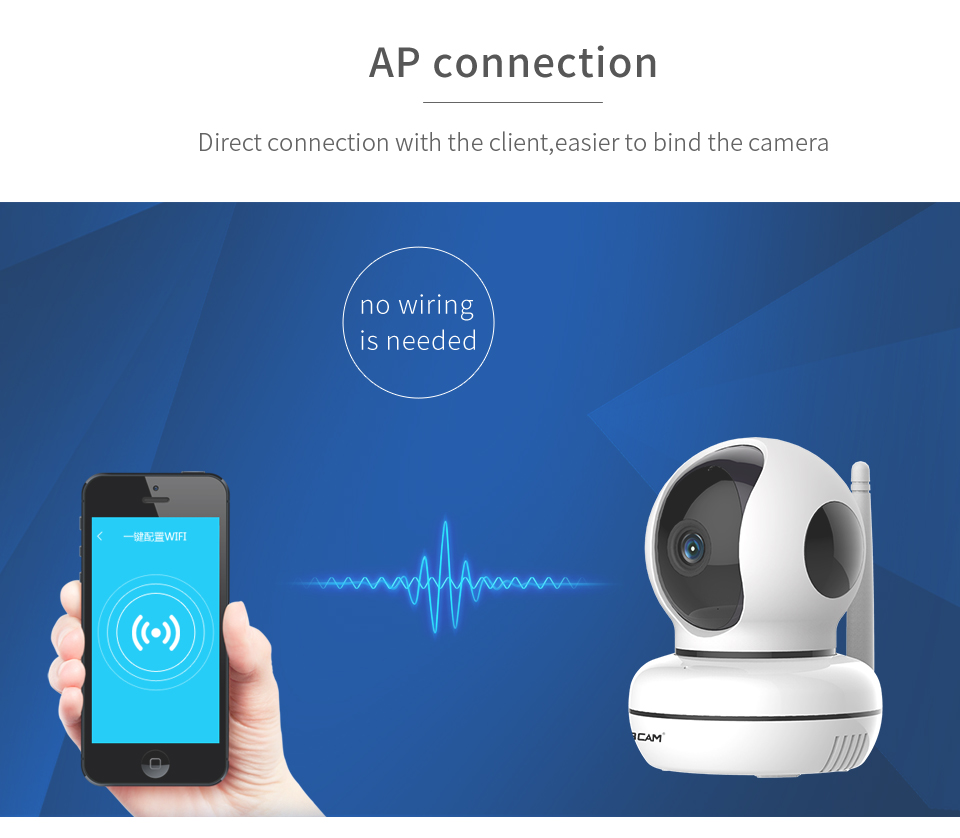 AP connection
Direct connection with the client,easier to bind the camera
no wiring
is needed
一键配置WIFI
CAM